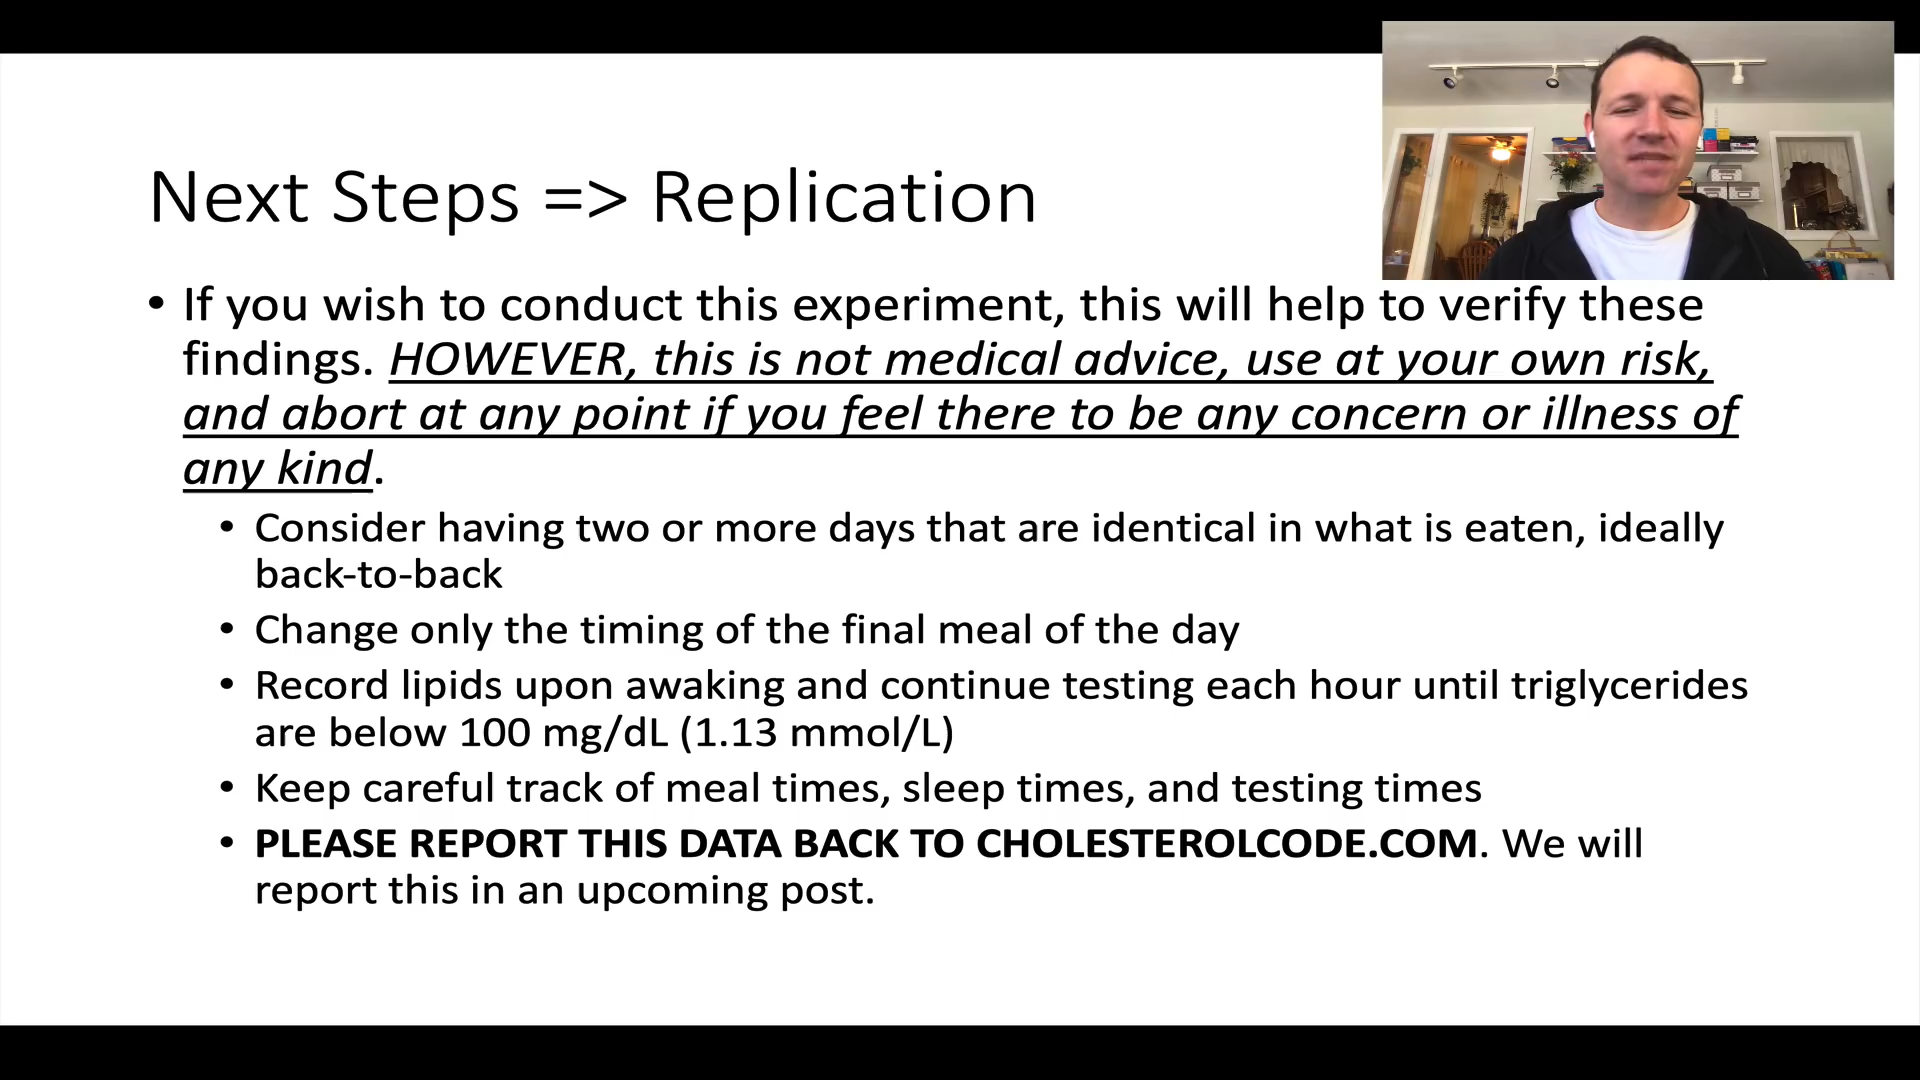 Next Steps => Replication
• If you wish to conduct this experiment, this will help to verify these
findings. HOWEVER, this is not medical advice, use at your own risk,
and abort at any point if you feel there to be any concern or illness of
any kind.
• Consider having two or more days that are identical in what is eaten, ideally
back-to-back
• Change only the timing of the final meal of the day
• Record lipids upon awaking and continue testing each hour until triglycerides
are below 100 mg/dL (1.13 mmol/L)
• Keep careful track of meal times, sleep times, and testing times
• PLEASE REPORT THIS DATA BACK TO CHOLESTEROLCODE.COM. We will
report this in an upcoming post.